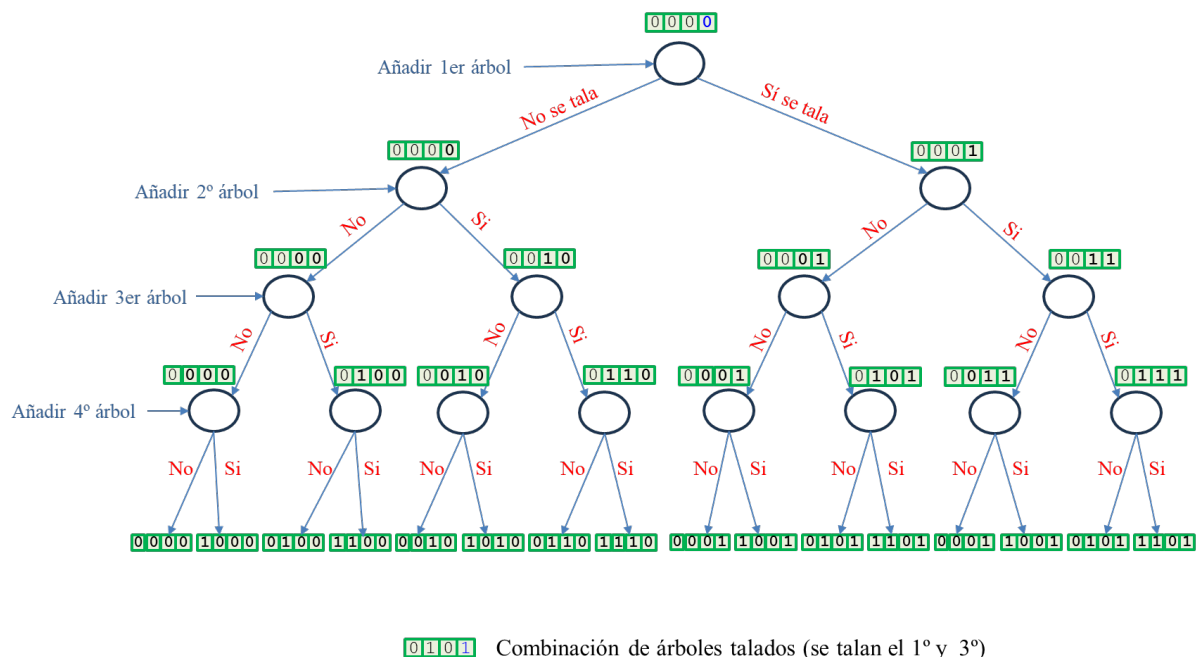 0000
Añadir 1er árbol
No se tala
Sí se tala
0000
0001
Añadir 2º árbol
No
Si
No
Si
0000
0010
0001
0011
Añadir 3er árbol
No
Si
No
Si
No
Si
No
Si
0000
0100
0010
0110
0001
0101
0011
0111
Añadir 4º árbol
No
Si
No
Si
No
Si
No
Si
No
Si
No
Si
No
Si
No
Si
0000
1000
0100
1100
0010
1010
0110
1110
0001
1001
0101
1101
0001
1001
0101
1101
0101 Combinación de árboles talados (se talan el 1º y 3º)